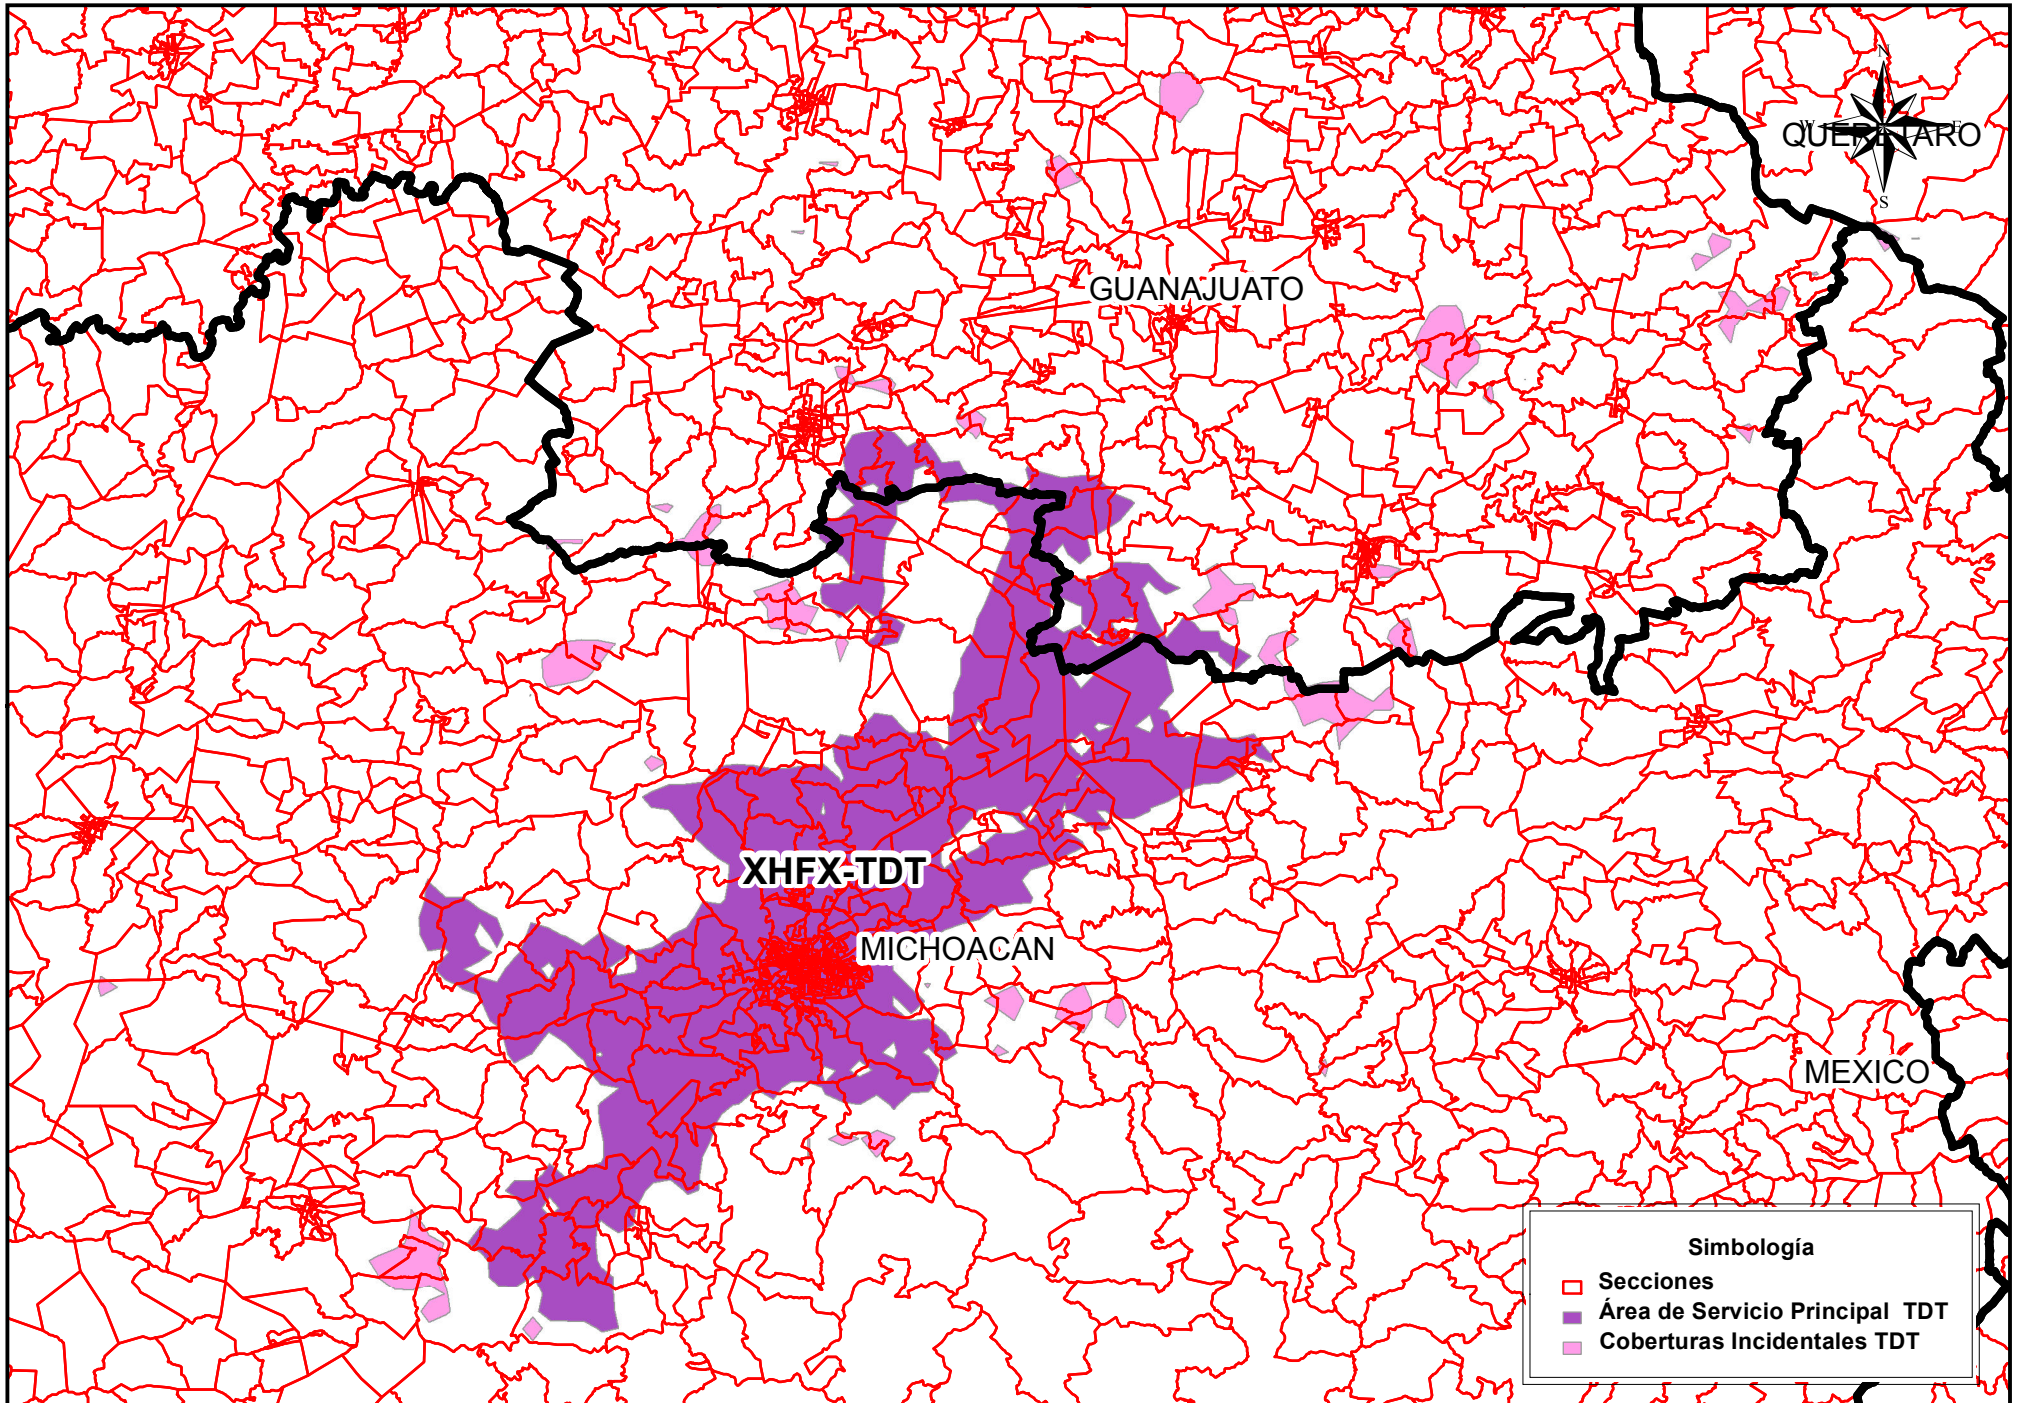 N
W
E
S
QUERETARO
GUANAJUATO
XHFX-TDT
MICHOACAN
MEXICO
Simbología
Secciones
Área de Servicio Principal TDT
Coberturas Incidentales TDT